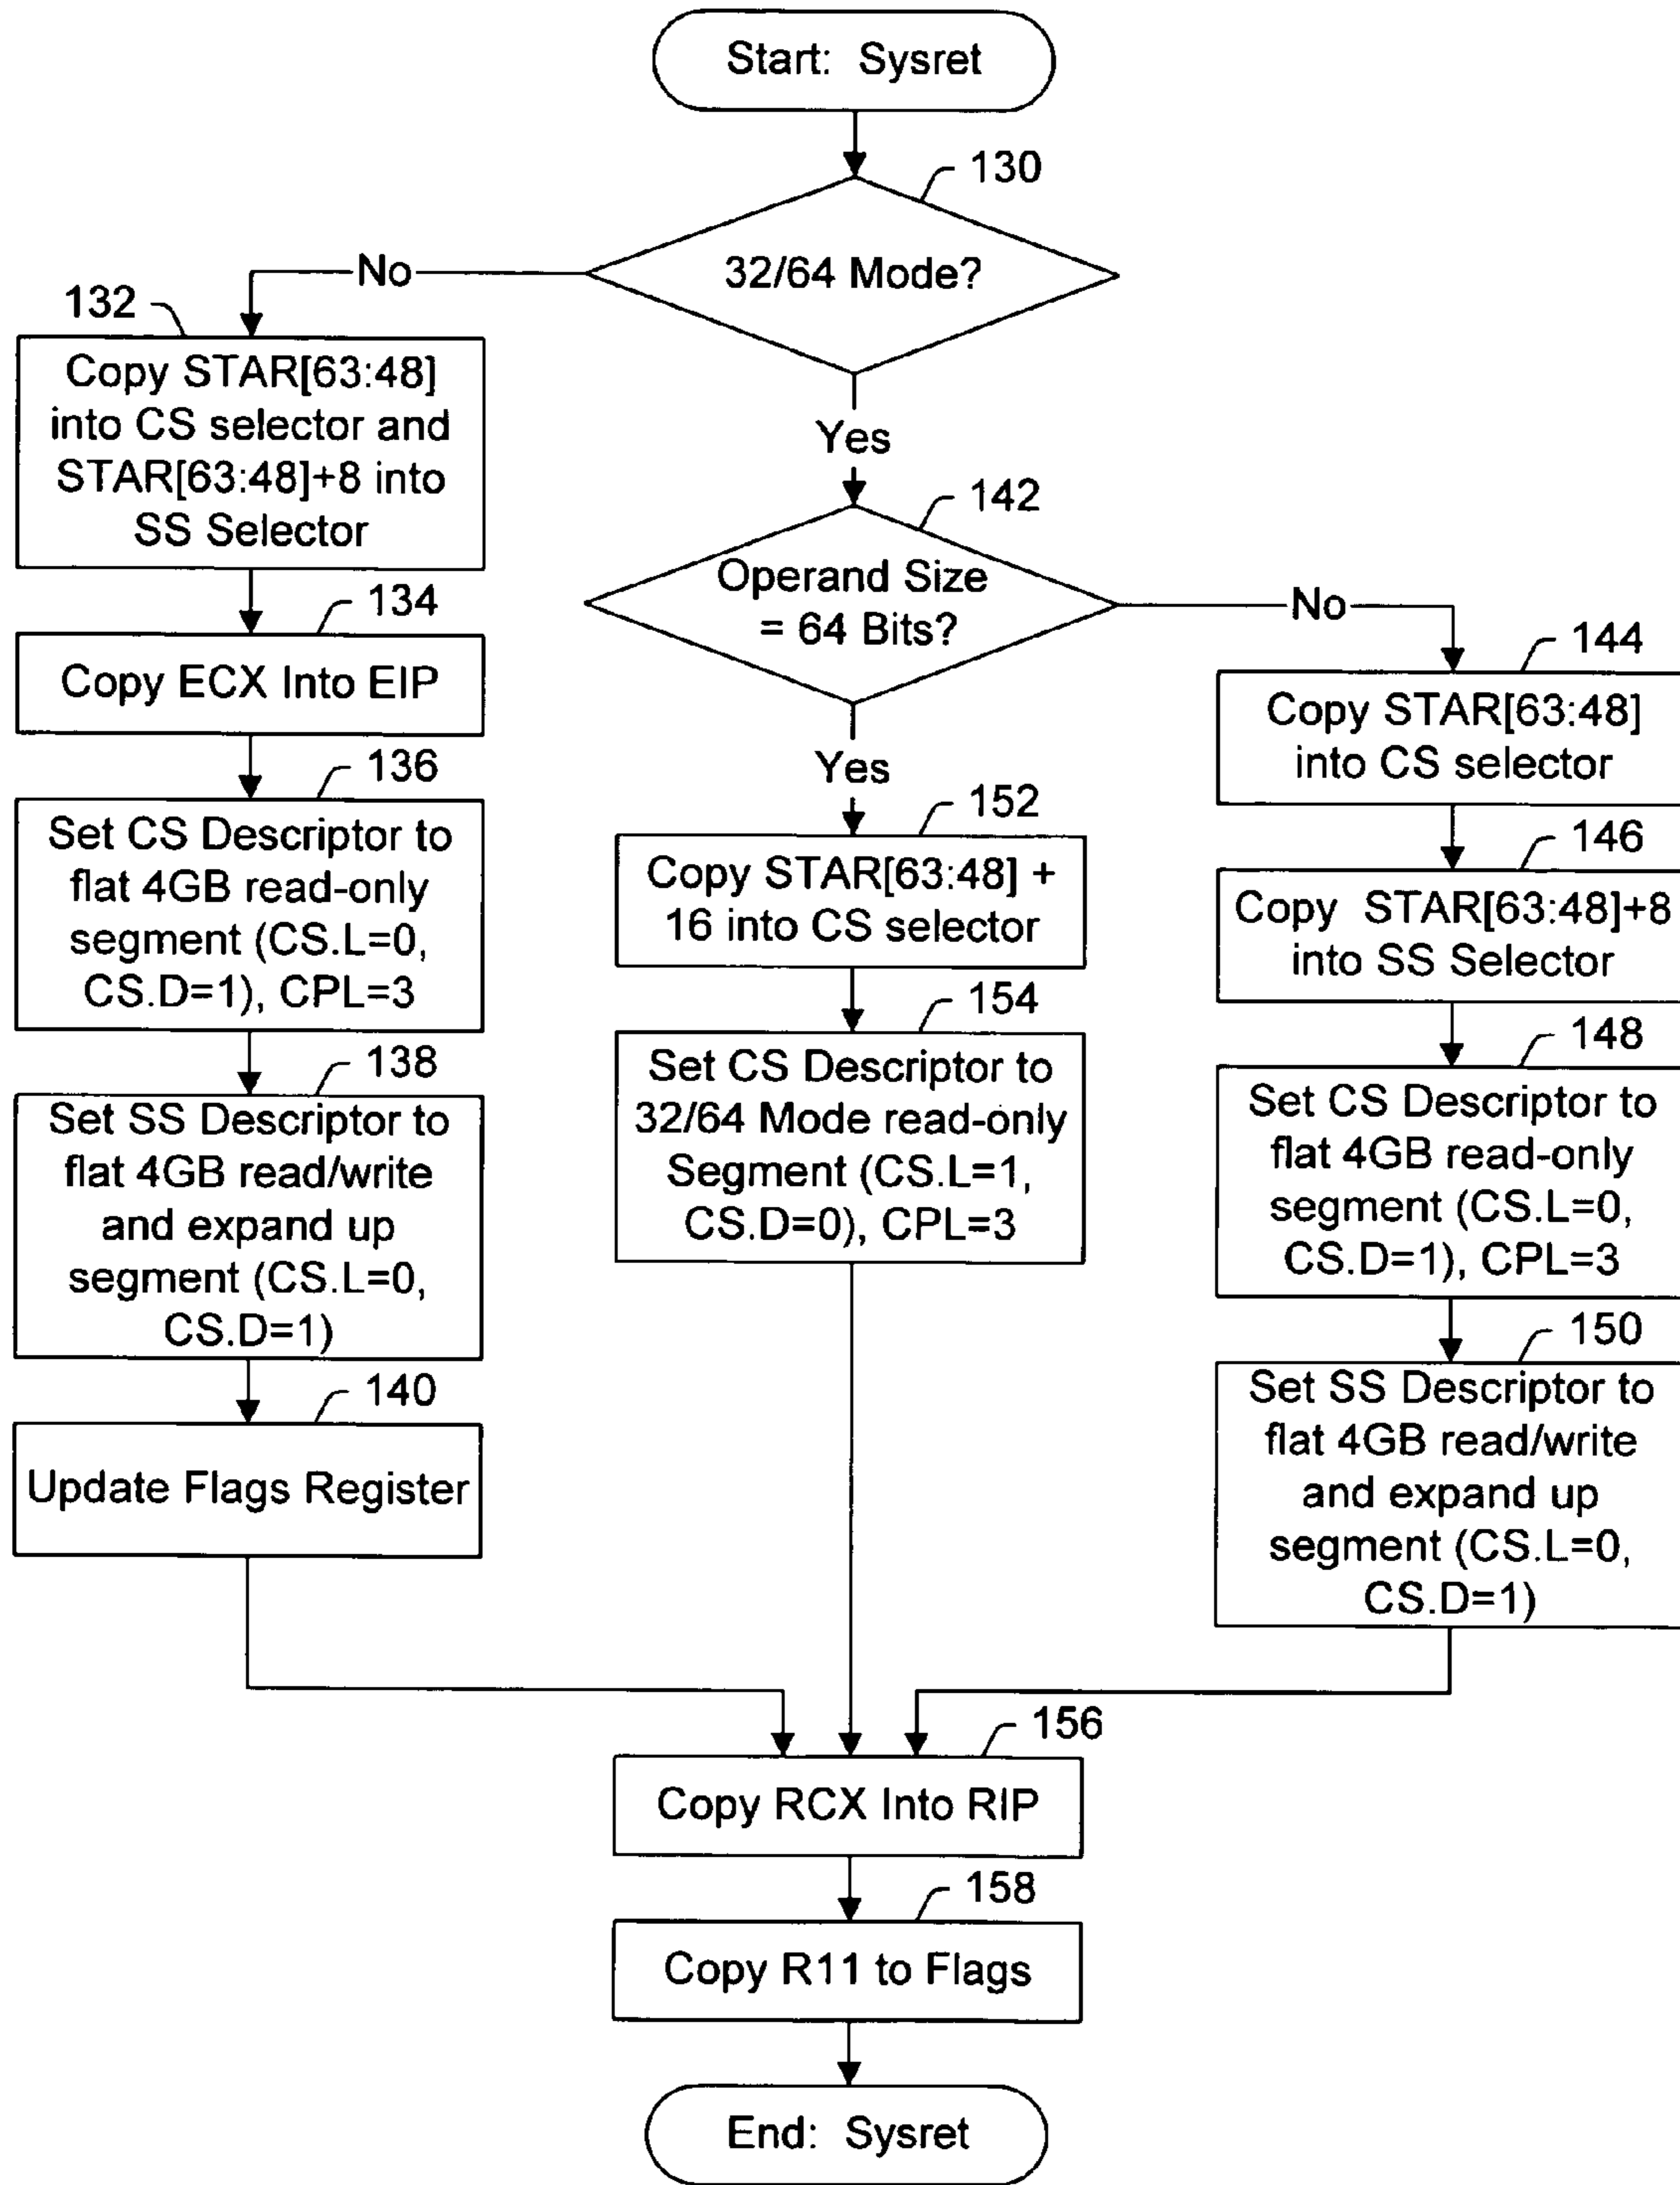 Start: Sysret
130
32/64 Mode?
No
Yes
132
Copy STAR[63:48]
into CS selector and
STAR[63:48]+8 into
SS Selector
134
Copy ECX Into EIP
136
Set CS Descriptor to
flat 4GB read-only
segment (CS.L=0,
CS.D=1), CPL=3
138
Set SS Descriptor to
flat 4GB read/write
and expand up
segment (CS.L=0,
CS.D=1)
140
Update Flags Register
142
Operand Size
= 64 Bits?
No
Yes
152
Copy STAR[63:48] +
16 into CS selector
154
Set CS Descriptor to
32/64 Mode read-only
Segment (CS.L=1,
CS.D=0), CPL=3
144
Copy STAR[63:48]
into CS selector
146
Copy STAR[63:48]+8
into SS Selector
148
Set CS Descriptor to
flat 4GB read-only
segment (CS.L=0,
CS.D=1), CPL=3
150
Set SS Descriptor to
flat 4GB read/write
and expand up
segment (CS.L=0,
CS.D=1)
156
Copy RCX Into RIP
158
Copy R11 to Flags
End: Sysret